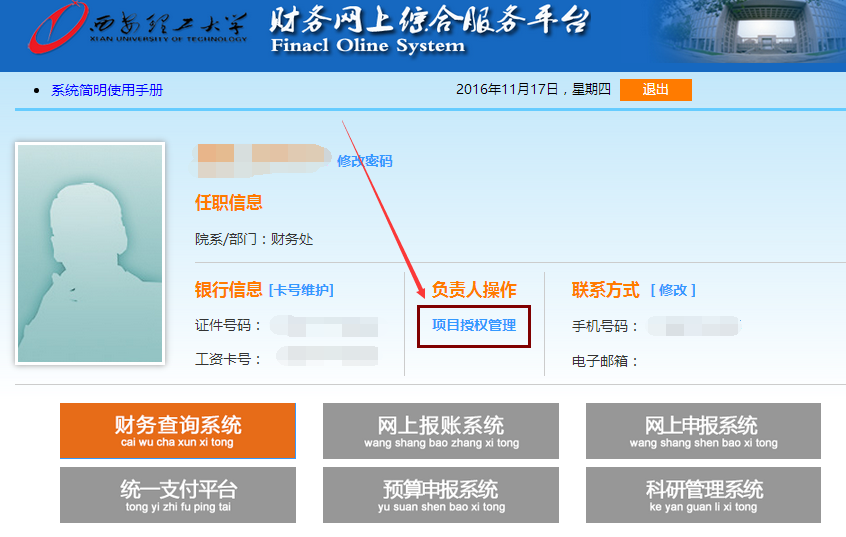 西安理工大学 财务网上综合服务平台
XIAN UNIVERSITY OF TECHNOLOGY Finacl Oline System
系统简明使用手册 2016年11月17日，星期四 退出
修改密码
任职信息
院系/部门：财务处
银行信息 [卡号维护] 负责人操作 联系方式 [ 修改 ]
证件号码： 项目授权管理 手机号码：
工资卡号： 电子邮箱：
财务查询系统 网上报账系统 网上申报系统
cai wu cha xun xi tong wang shang bao zhang xi tong wang shang shen bao xi tong
统一支付平台 预算申报系统 科研管理系统
tong yi zhi fu ping tai yu suan shen bao xi tong ke yan guan li xi tong